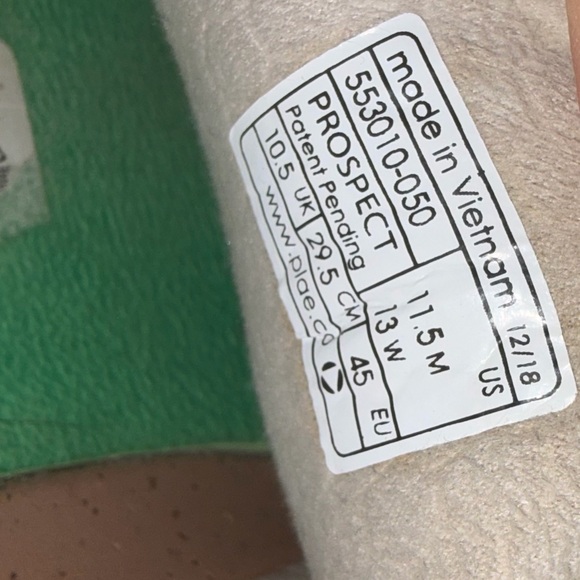 made in Vietnam 12/18
553010-050
PROSPECT
Patent Pending
11.5 M US
13 W
10.5 UK 29.5 CM 45 EU
www.plae.co